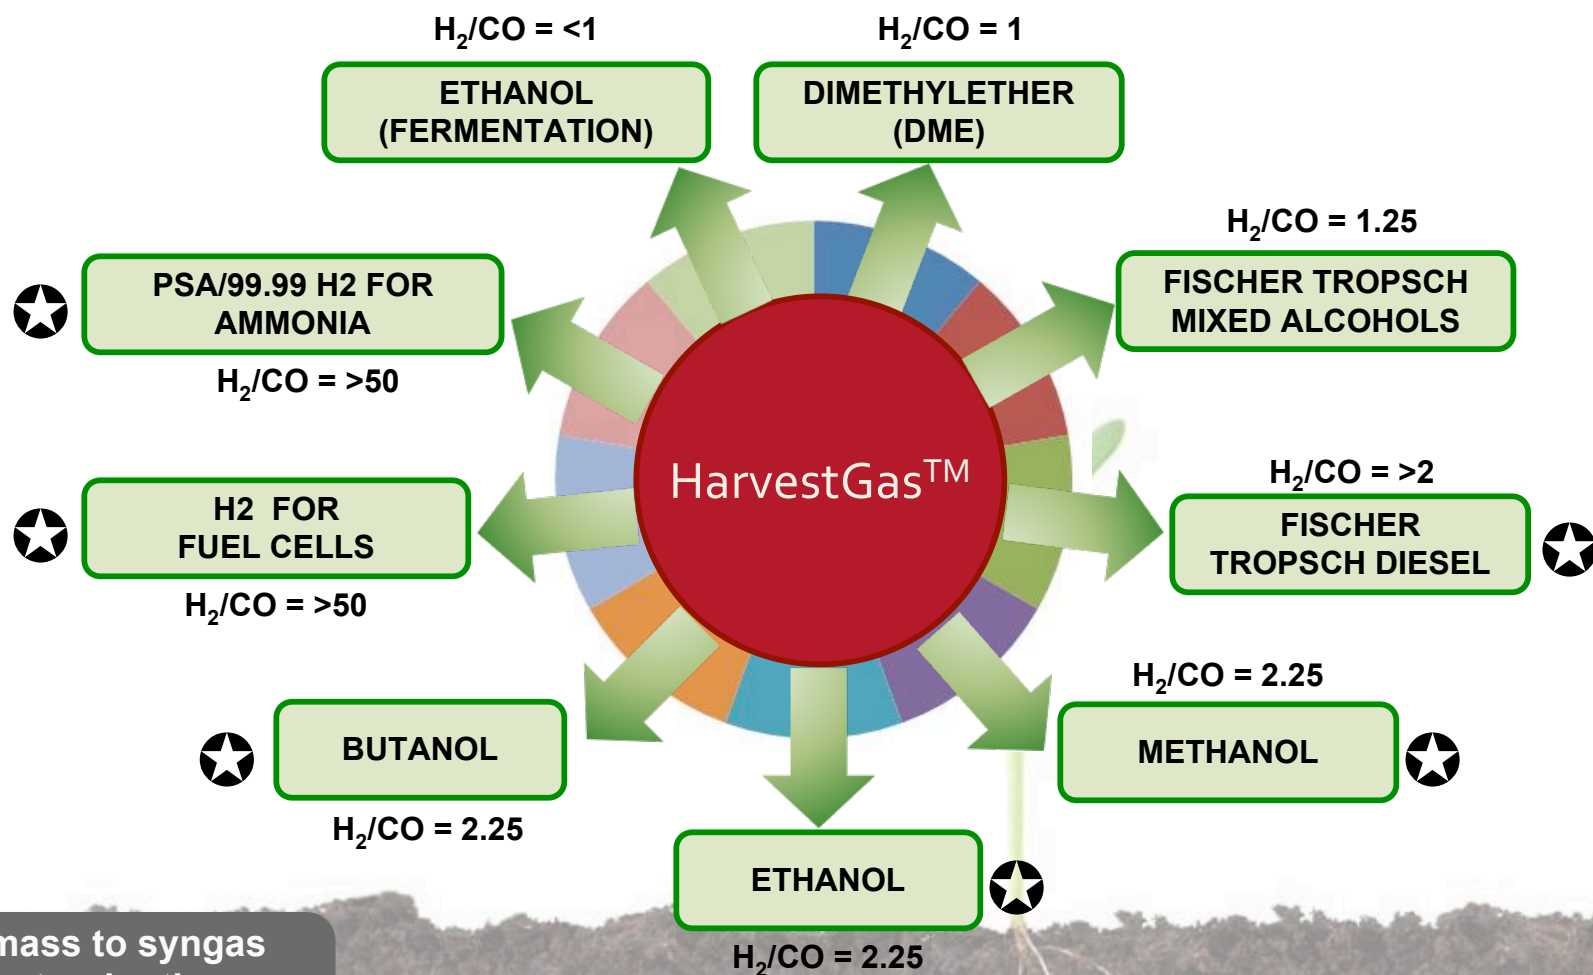 H₂/CO = <1
ETHANOL
(FERMENTATION)
H₂/CO = 1
DIMETHYLETHER
(DME)
H₂/CO = 1.25
FISCHER TROPSCH
MIXED ALCOHOLS
PSA/99.99 H2 FOR
AMMONIA
H₂/CO = >50
HarvestGas™
H₂/CO = >2
FISCHER
TROPSCH DIESEL
H2 FOR
FUEL CELLS
H₂/CO = >50
H₂/CO = 2.25
METHANOL
BUTANOL
H₂/CO = 2.25
ETHANOL
H₂/CO = 2.25
mass to syngas